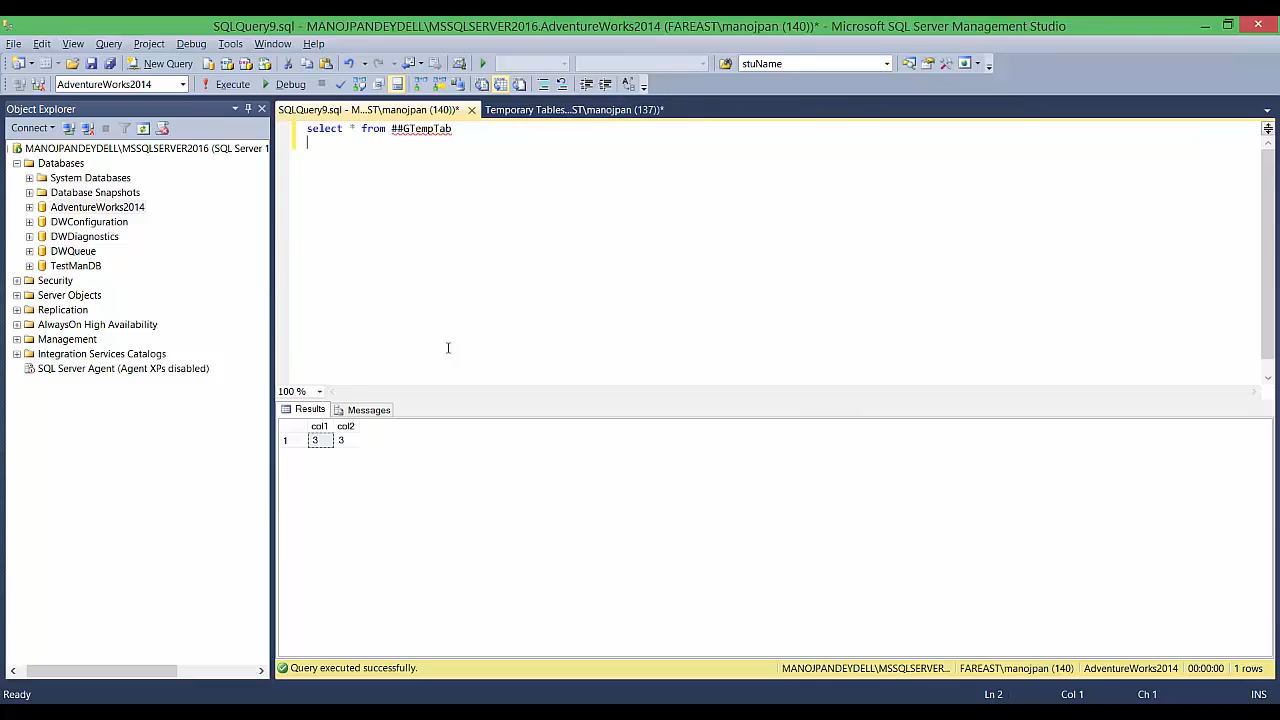 SQLQuery9.sql - MANOJPANDEYDELL\MSSQLSERVER2016.AdventureWorks2014 (FAREAST\manojpan (140))* - Microsoft SQL Server Management Studio
File Edit View Query Project Debug Tools Window Help
New Query stuName
AdventureWorks2014 Execute Debug
Object Explorer
SQLQuery9.sql - M...ST\manojpan (140))* Temporary Tables...ST\manojpan (137))*
Connect
select * from ##GTempTab
MANOJPANDEYDELL\MSSQLSERVER2016 (SQL Server 1
Databases
System Databases
Database Snapshots
AdventureWorks2014
DWConfiguration
DWDiagnostics
DWQueue
TestManDB
Security
Server Objects
Replication
AlwaysOn High Availability
Management
Integration Services Catalogs
SQL Server Agent (Agent XPs disabled)
100 %
Results Messages
col1 col2
1 3 3
Query executed successfully. MANOJPANDEYDELL\MSSQLSERVER... FAREAST\manojpan (140) AdventureWorks2014 00:00:00 1 rows
Ready Ln 2 Col 1 Ch 1 INS